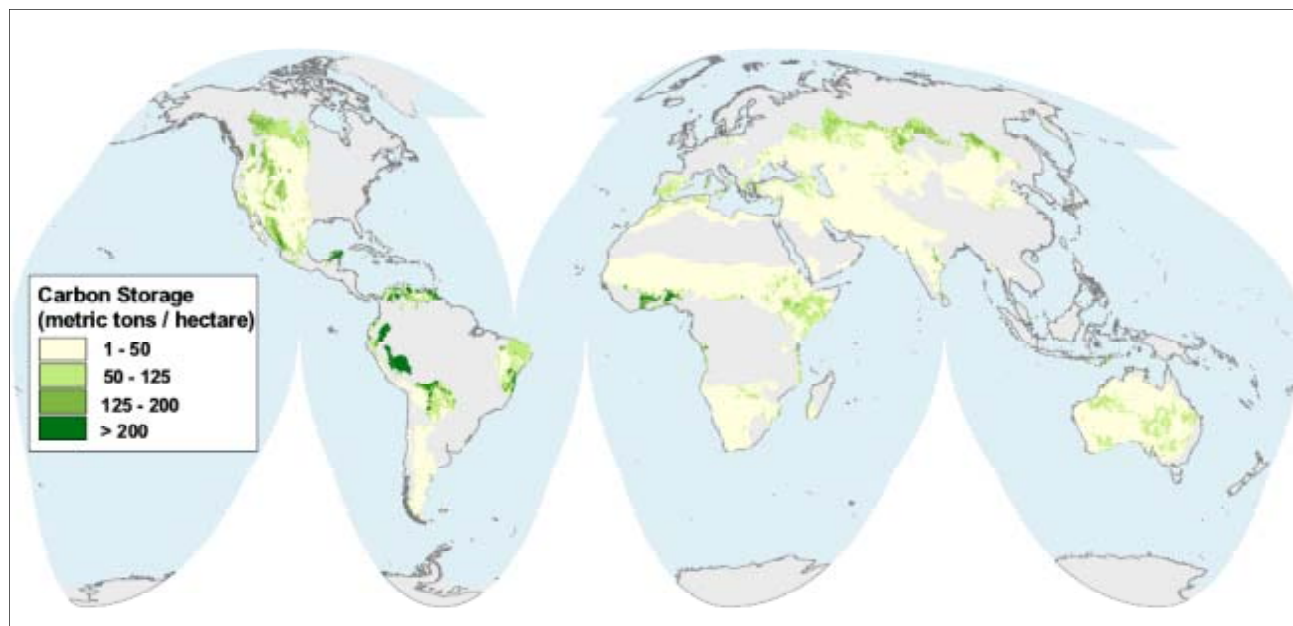 Carbon Storage
(metric tons / hectare)
1 - 50
50 - 125
125 - 200
> 200